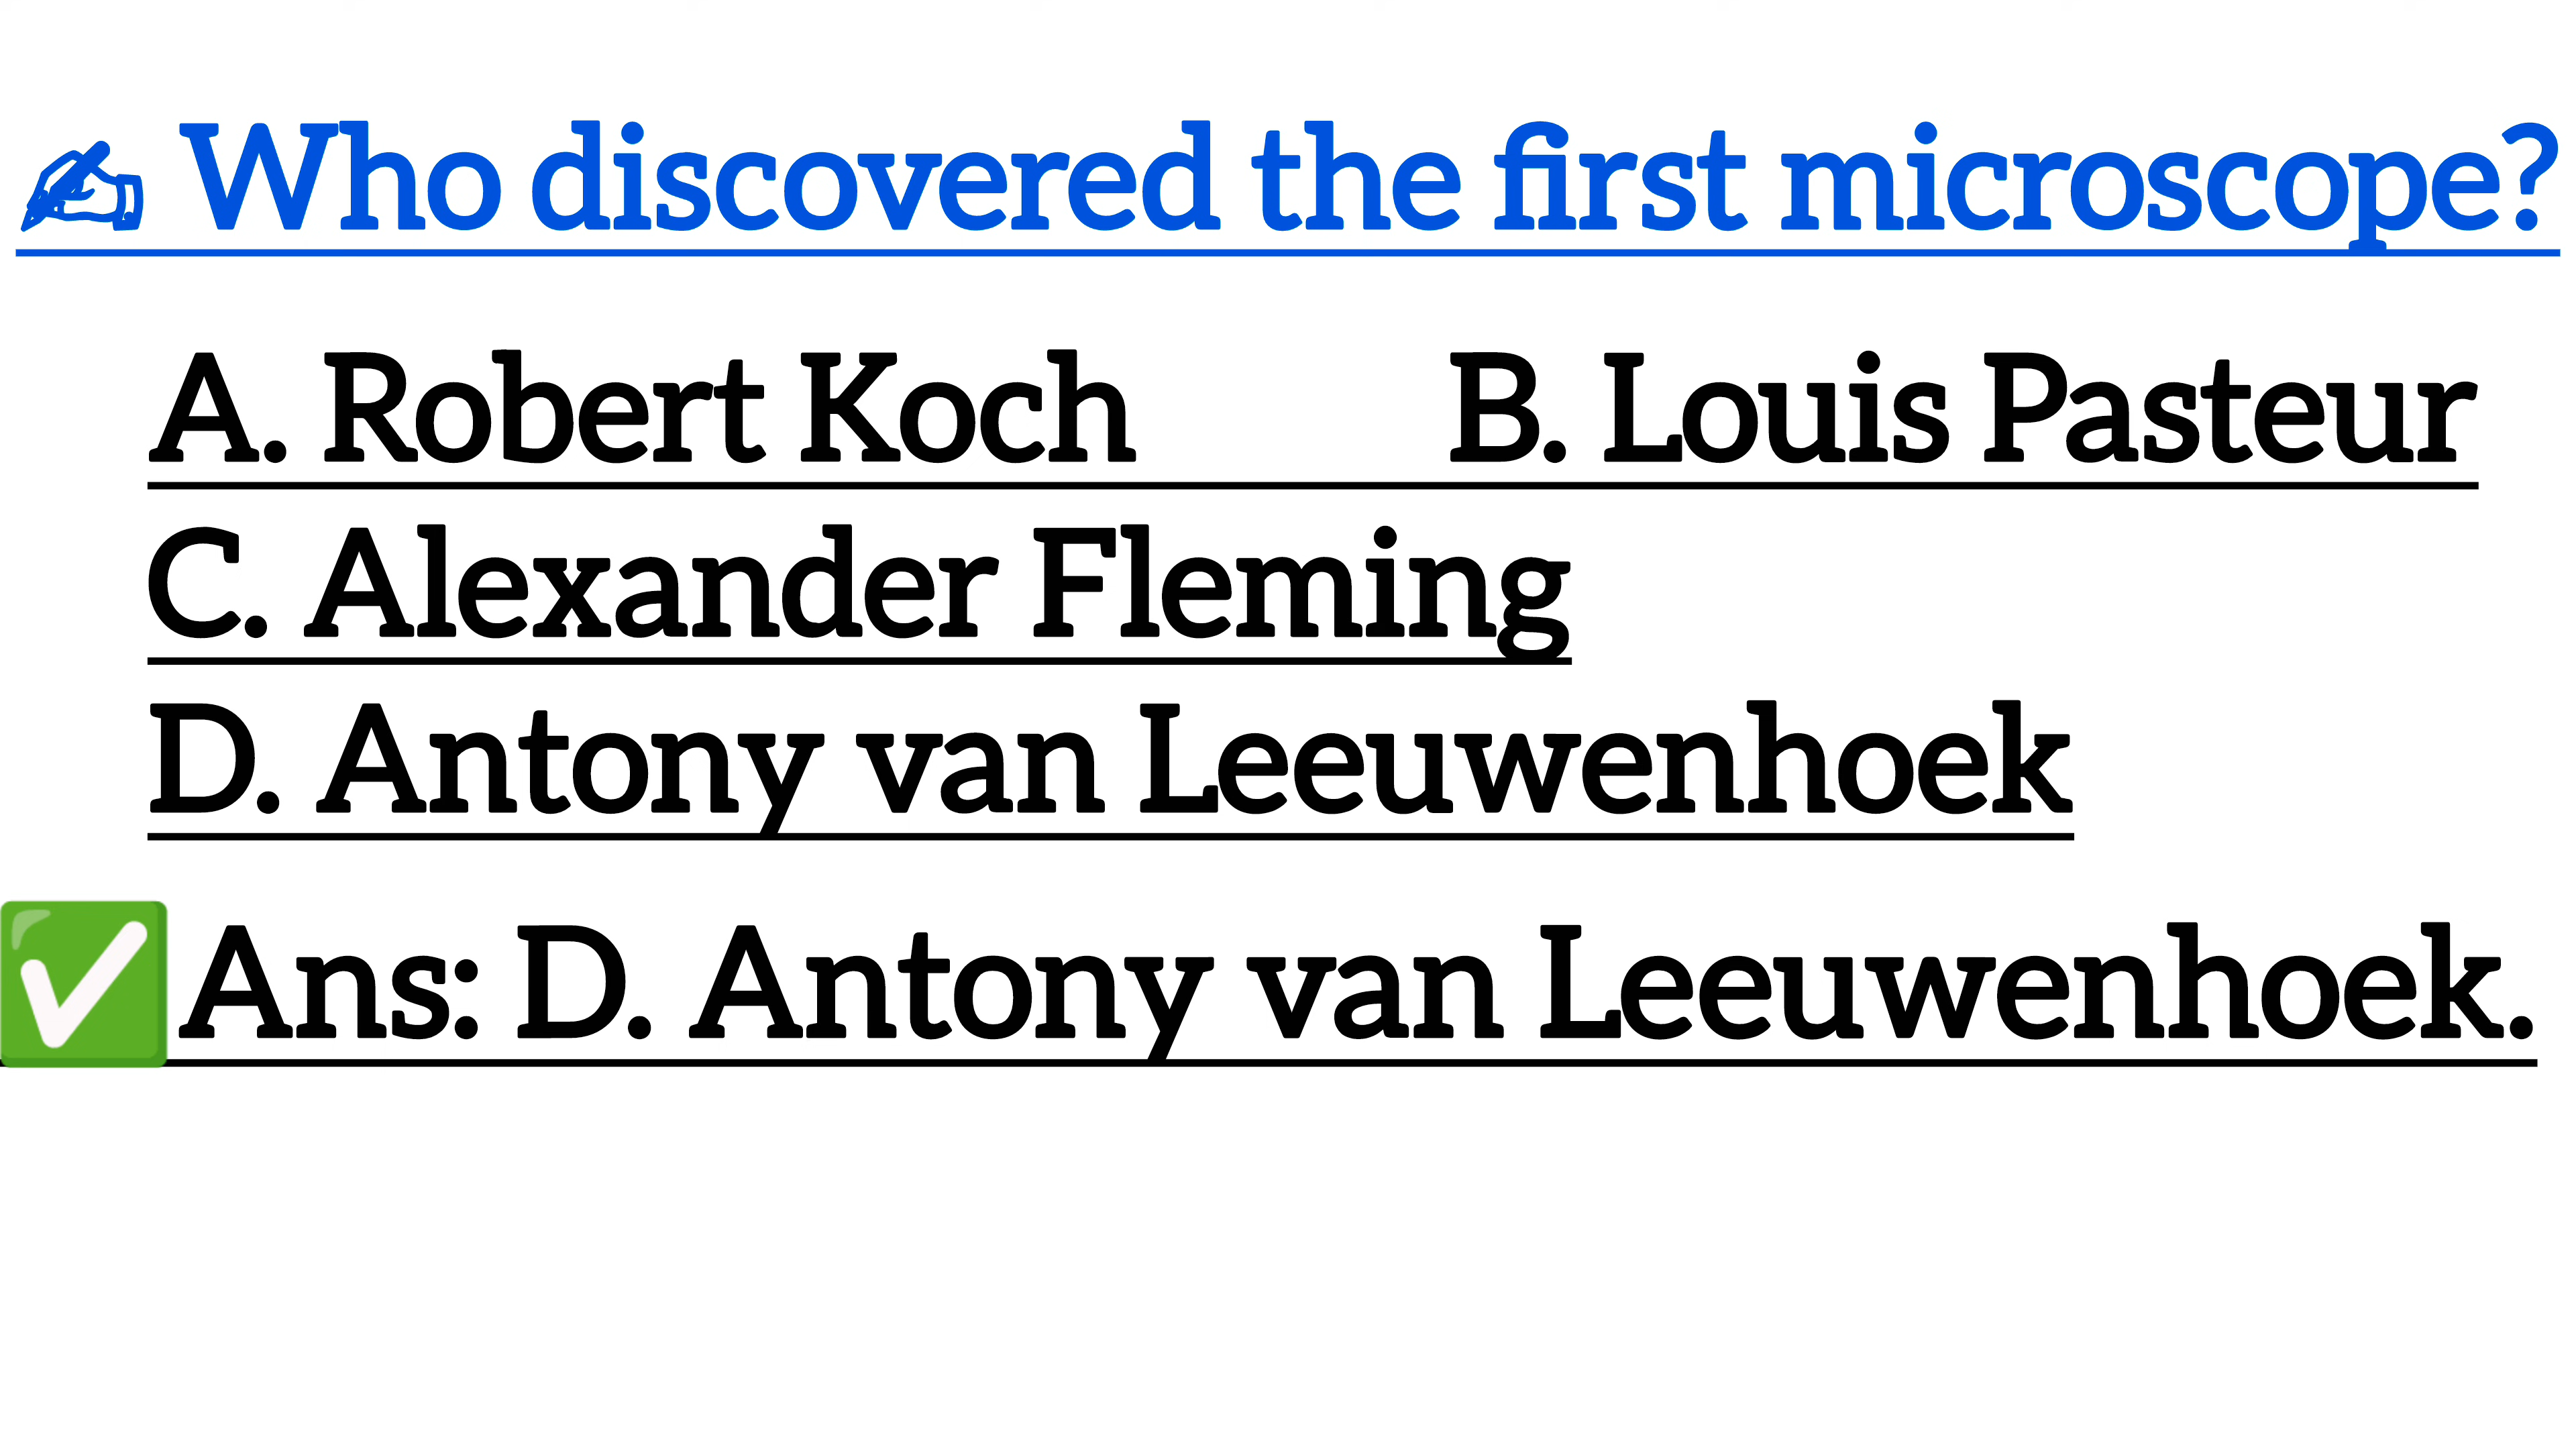 ✍ Who discovered the first microscope?
A. Robert Koch B. Louis Pasteur
C. Alexander Fleming
D. Antony van Leeuwenhoek
✅Ans: D. Antony van Leeuwenhoek.